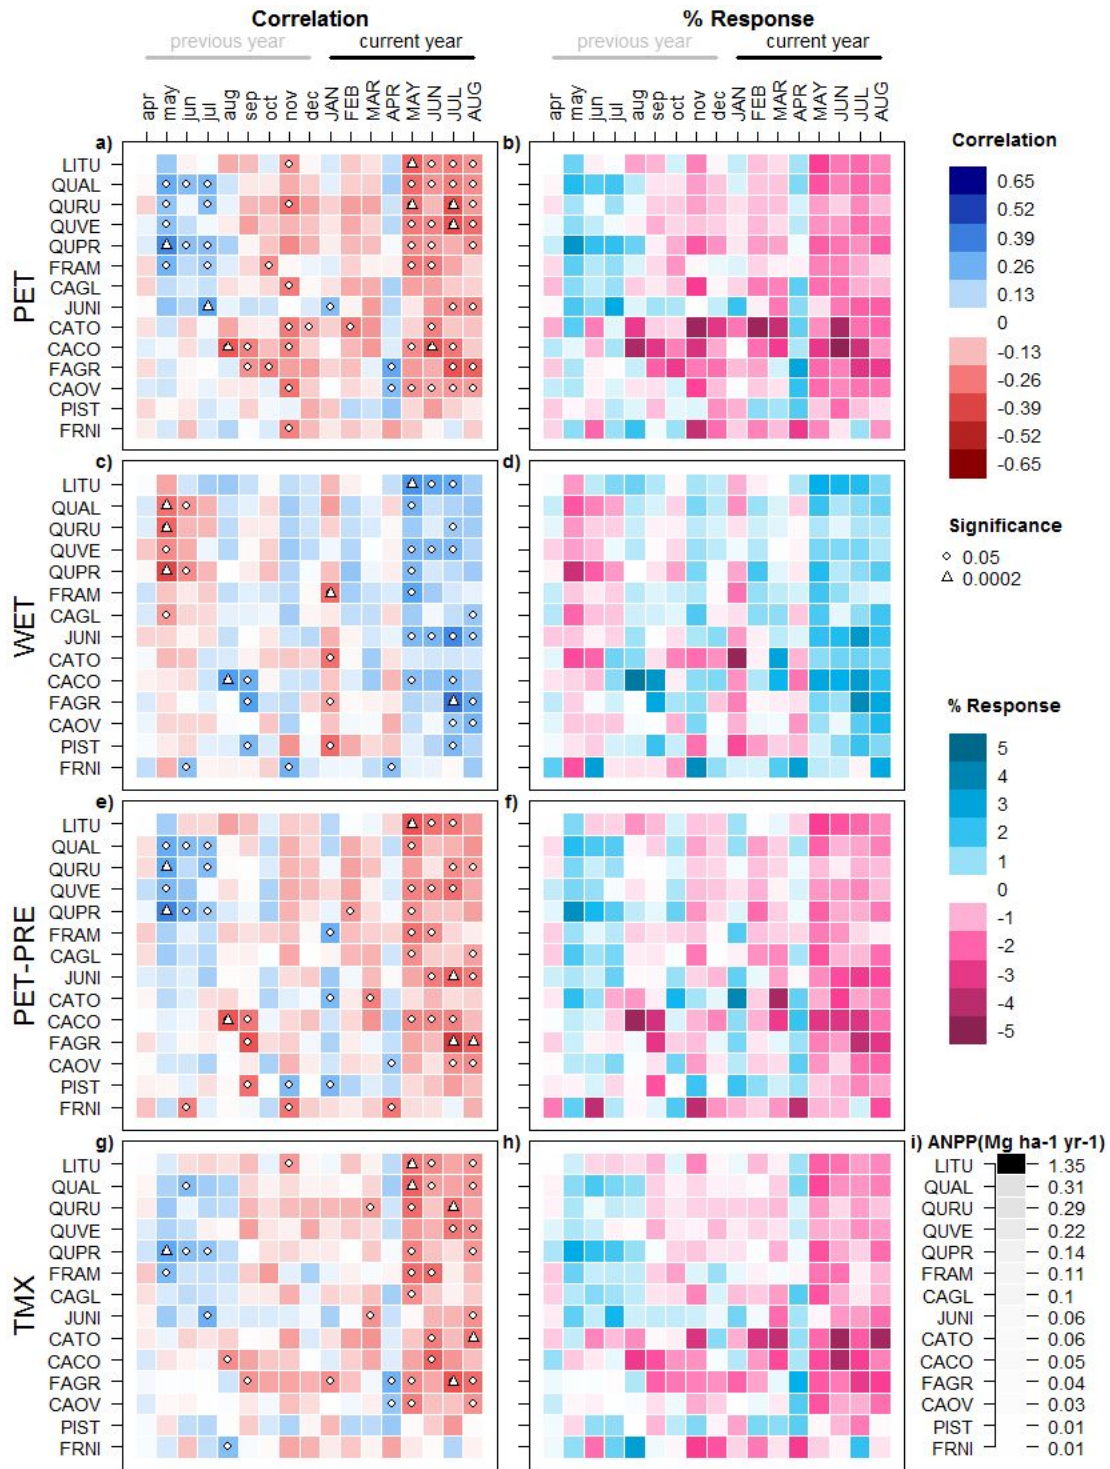 Correlation
% Response
previous year
current year
previous year
current year
apr may jun jul aug sep oct nov dec JAN FEB MAR APR MAY JUN JUL AUG
apr may jun jul aug sep oct nov dec JAN FEB MAR APR MAY JUN JUL AUG
PET
a)
b)
LITU
QUAL
QURU
QUVE
QUPR
FRAM
CAGL
JUNI
CATO
CACO
FAGR
CAOV
PIST
FRNI
WET
c)
d)
LITU
QUAL
QURU
QUVE
QUPR
FRAM
CAGL
JUNI
CATO
CACO
FAGR
CAOV
PIST
FRNI
PET-PRE
e)
f)
LITU
QUAL
QURU
QUVE
QUPR
FRAM
CAGL
JUNI
CATO
CACO
FAGR
CAOV
PIST
FRNI
TMX
g)
h)
LITU
QUAL
QURU
QUVE
QUPR
FRAM
CAGL
JUNI
CATO
CACO
FAGR
CAOV
PIST
FRNI
Correlation
0.65
0.52
0.39
0.26
0.13
0
-0.13
-0.26
-0.39
-0.52
-0.65
Significance
0.05
0.0002
% Response
5
4
3
2
1
0
-1
-2
-3
-4
-5
i) ANPP(Mg ha-1 yr-1)
LITU 1.35
QUAL 0.31
QURU 0.29
QUVE 0.22
QUPR 0.14
FRAM 0.11
CAGL 0.1
JUNI 0.06
CATO 0.06
CACO 0.05
FAGR 0.04
CAOV 0.03
PIST 0.01
FRNI 0.01